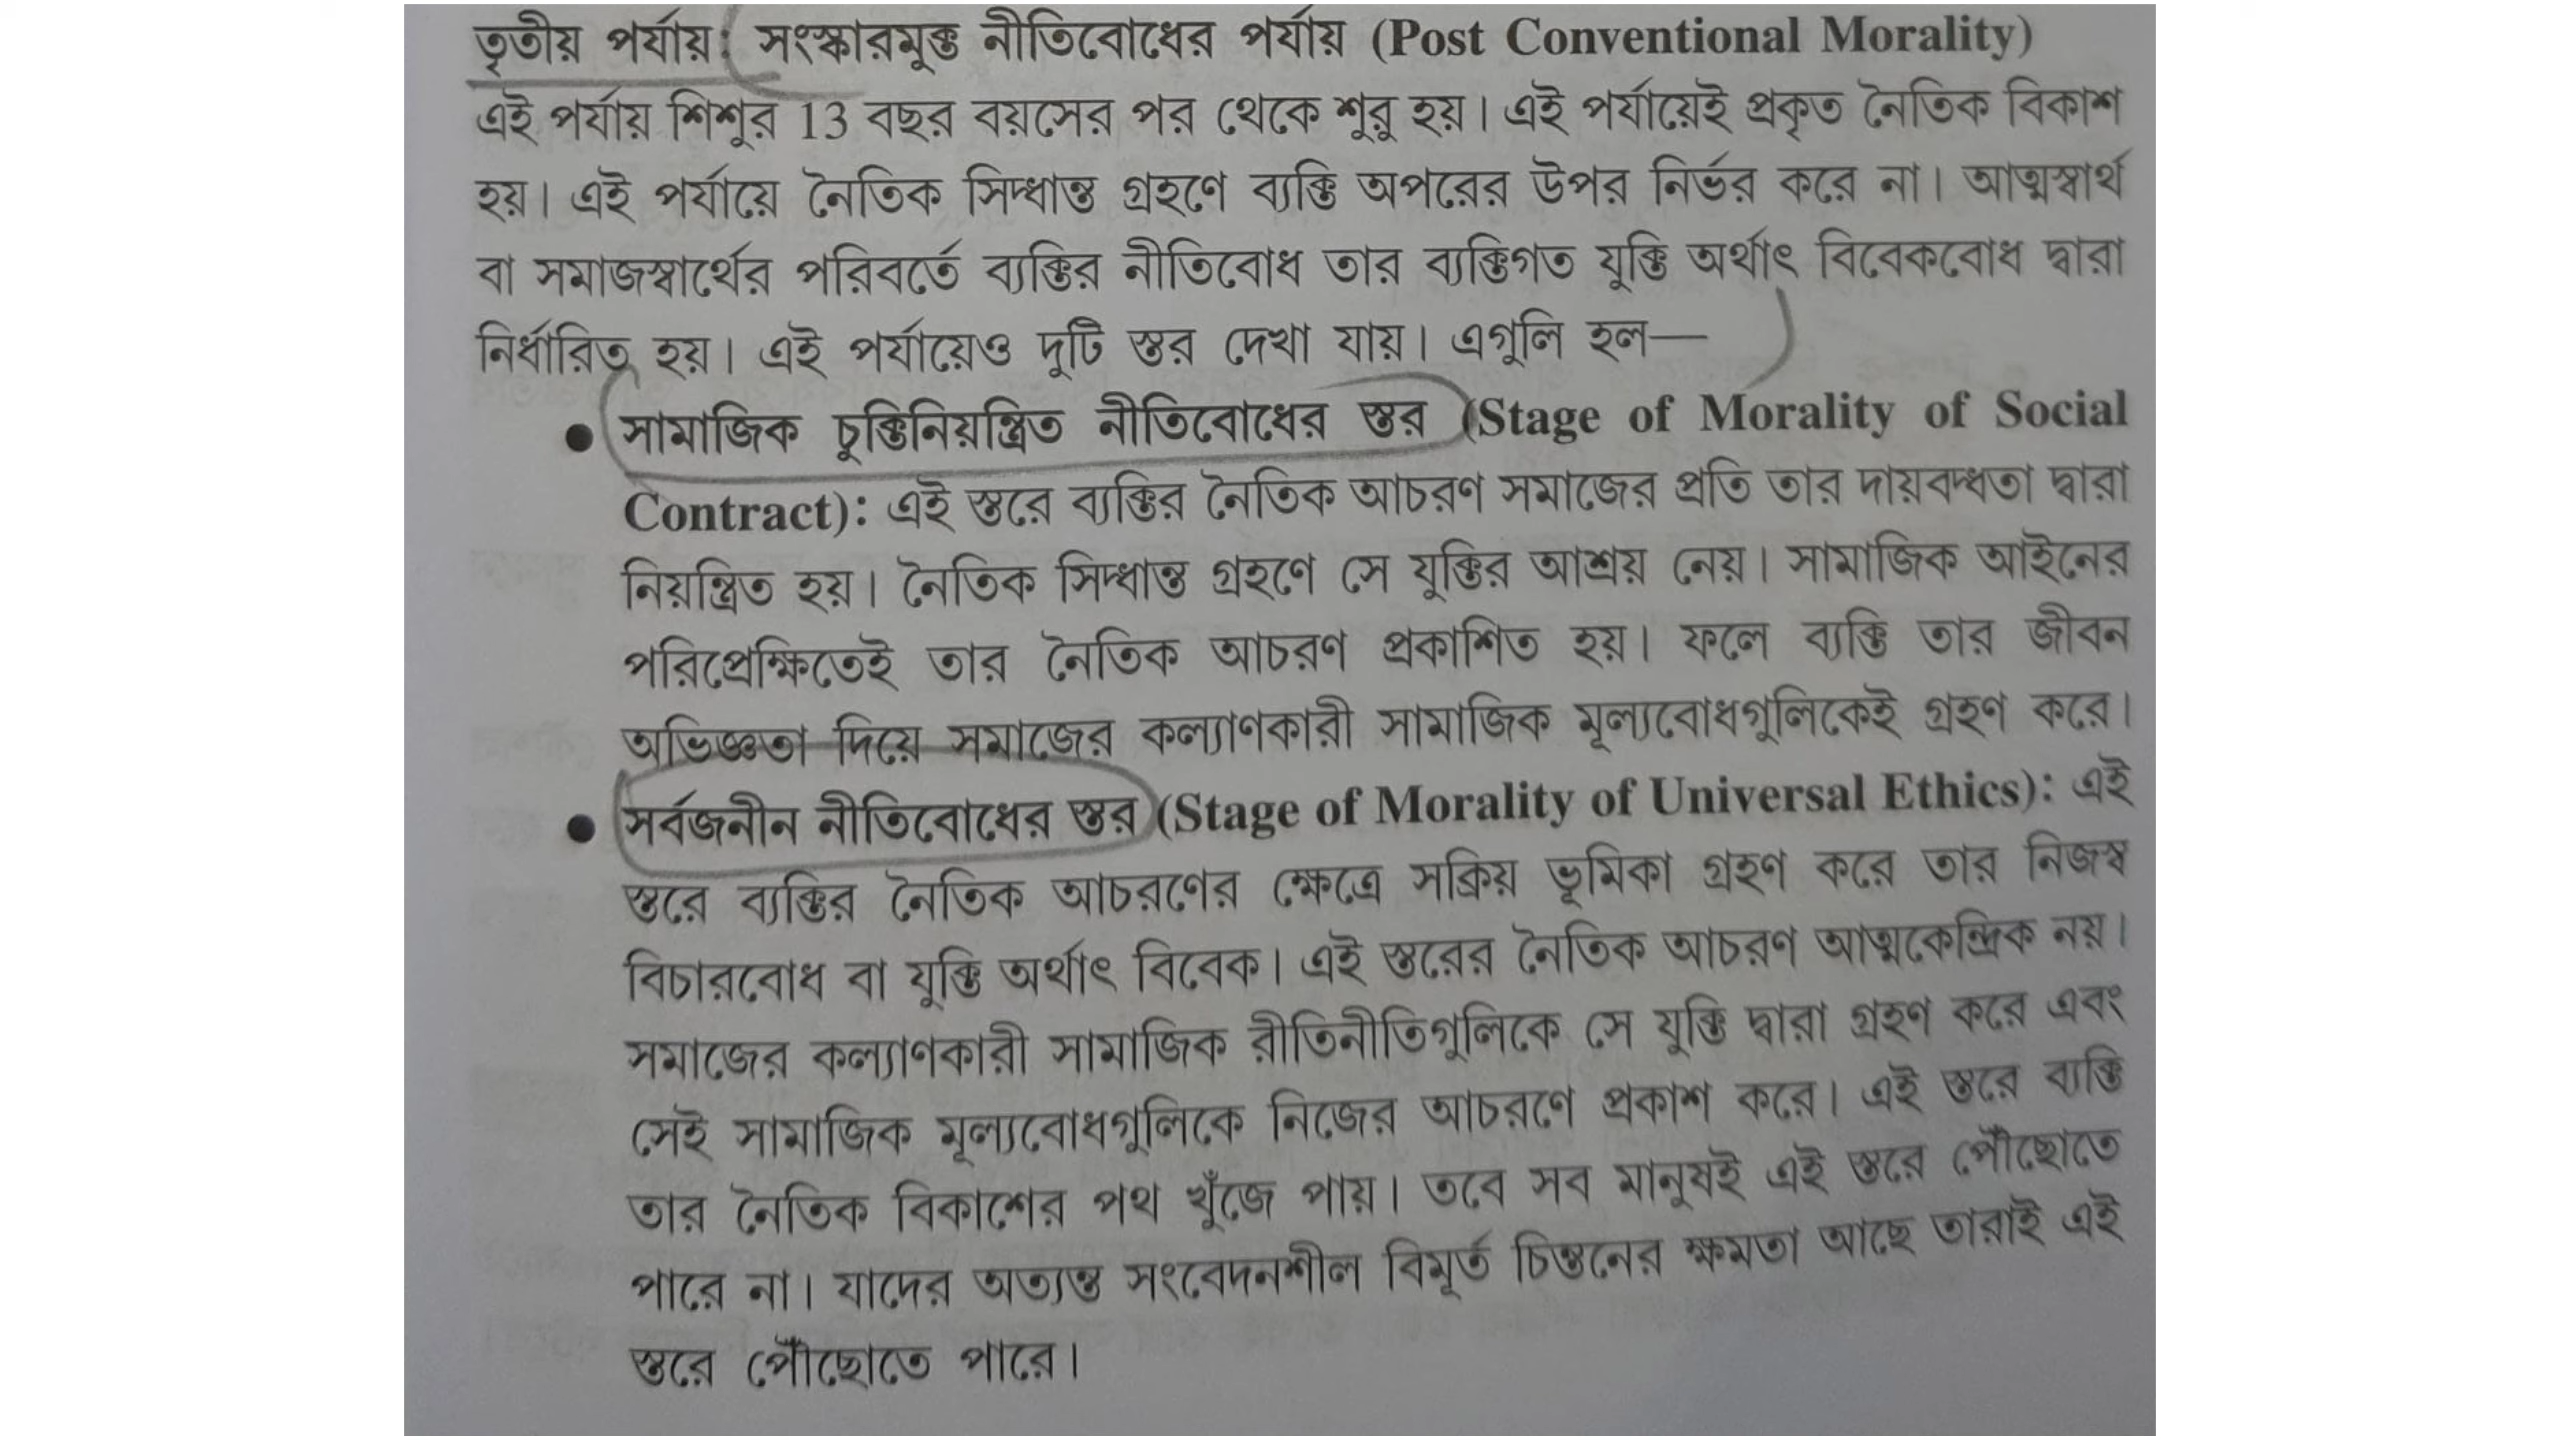 তৃতীয় পর্যায়: সংস্কারমুক্ত নীতিবোধের পর্যায় (Post Conventional Morality)
এই পর্যায় শিশুর 13 বছর বয়সের পর থেকে শুরু হয়। এই পর্যায়েই প্রকৃত নৈতিক বিকাশ
হয়। এই পর্যায়ে নৈতিক সিদ্ধান্ত গ্রহণে ব্যক্তি অপরের উপর নির্ভর করে না। আত্মস্বার্থ
বা সমাজস্বার্থের পরিবর্তে ব্যক্তির নীতিবোধ তার ব্যক্তিগত যুক্তি অর্থাৎ বিবেকবোধ দ্বারা
নির্ধারিত হয়। এই পর্যায়েও দুটি স্তর দেখা যায়। এগুলি হল—
● সামাজিক চুক্তিনিয়ন্ত্রিত নীতিবোধের স্তর (Stage of Morality of Social
Contract): এই স্তরে ব্যক্তির নৈতিক আচরণ সমাজের প্রতি তার দায়বদ্ধতা দ্বারা
নিয়ন্ত্রিত হয়। নৈতিক সিদ্ধান্ত গ্রহণে সে যুক্তির আশ্রয় নেয়। সামাজিক আইনের
পরিপ্রেক্ষিতেই তার নৈতিক আচরণ প্রকাশিত হয়। ফলে ব্যক্তি তার জীবন
অভিজ্ঞতা দিয়ে সমাজের কল্যাণকারী সামাজিক মূল্যবোধগুলিকেই গ্রহণ করে।
● সর্বজনীন নীতিবোধের স্তর (Stage of Morality of Universal Ethics): এই
স্তরে ব্যক্তির নৈতিক আচরণের ক্ষেত্রে সক্রিয় ভূমিকা গ্রহণ করে তার নিজস্ব
বিচারবোধ বা যুক্তি অর্থাৎ বিবেক। এই স্তরের নৈতিক আচরণ আত্মকেন্দ্রিক নয়।
সমাজের কল্যাণকারী সামাজিক রীতিনীতিগুলিকে সে যুক্তি দ্বারা গ্রহণ করে এবং
সেই সামাজিক মূল্যবোধগুলিকে নিজের আচরণে প্রকাশ করে। এই স্তরে ব্যক্তি
তার নৈতিক বিকাশের পথ খুঁজে পায়। তবে সব মানুষই এই স্তরে পৌঁছোতে
পারে না। যাদের অত্যন্ত সংবেদনশীল বিমূর্ত চিন্তনের ক্ষমতা আছে তারাই এই
স্তরে পৌঁছোতে পারে।